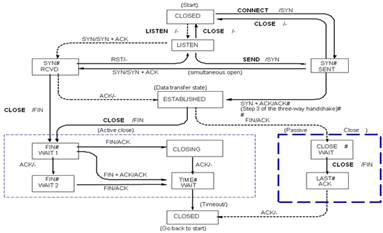 (Start)
CONNECT /SYN
CLOSED
CLOSE /-
LISTEN /-
CLOSE /-
SYN/SYN + ACK
LISTEN
SYN#
RCVD
RST/-
SEND /SYN
SYN#
SENT
SYN/SYN + ACK
(simultaneous open)
(Data transfer state)
ACK/-
ESTABLISHED
SYN + ACK/ACK#
(Step 3 of the three-way handshake)#
#
CLOSE /FIN
CLOSE /FIN
FIN/ACK
(Active close)
(Passive Close )
FIN#
WAIT 1
FIN/ACK
CLOSING
CLOSE #
WAIT
ACK/-
FIN + ACK/ACK
ACK/-
CLOSE /FIN
FIN#
WAIT 2
FIN/ACK
TIME#
WAIT
LAST#
ACK
(Timeout/)
CLOSED
ACK/-
(Go back to start)